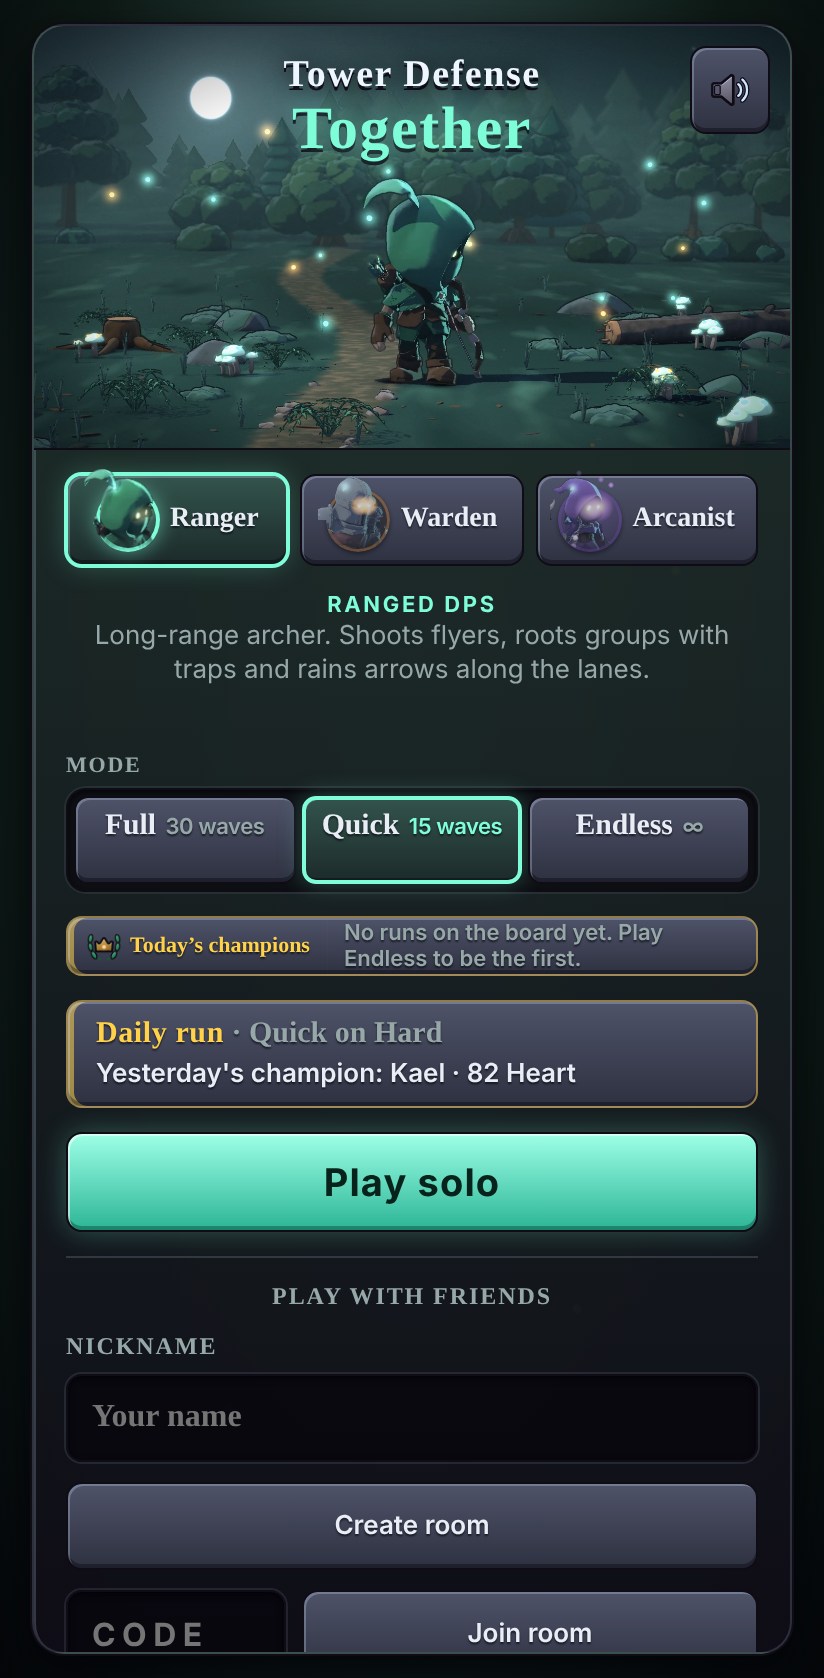 Tower Defense
Together
Ranger
Warden
Arcanist
RANGED DPS
Long-range archer. Shoots flyers, roots groups with
traps and rains arrows along the lanes.
MODE
Full 30 waves
Quick 15 waves
Endless ∞
Today’s champions
No runs on the board yet. Play
Endless to be the first.
Daily run · Quick on Hard
Yesterday's champion: Kael · 82 Heart
Play solo
PLAY WITH FRIENDS
NICKNAME
Your name
Create room
CODE
Join room